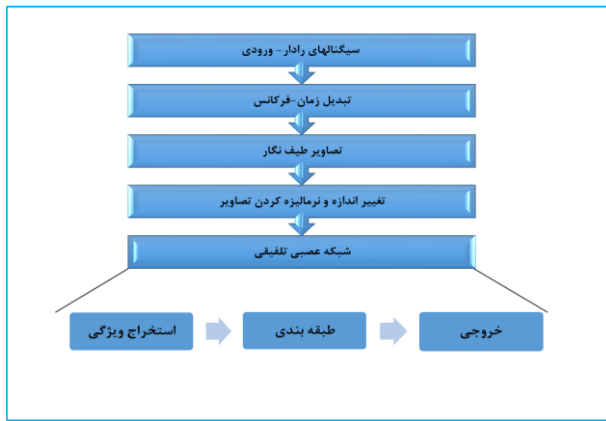 سیگنالهای رادار- ورودی
تبدیل زمان-فرکانس
تصاویر طیف نگار
تغییر اندازه و نرمالیزه کردن تصاویر
شبکه عصبی تلفیقی
استخراج ویژگی
طبقه بندی
خروجی